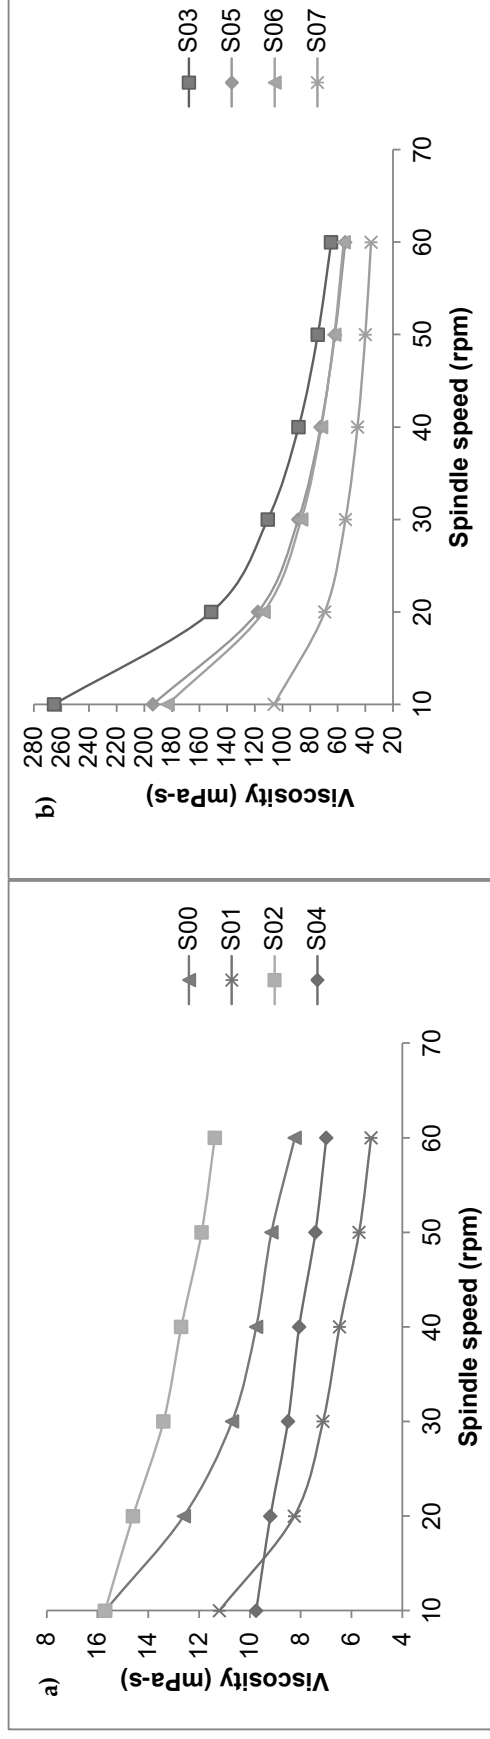 a)
Viscosity (mPa-s)
8
16
14
12
10
8
6
4
10 20 30 40 50 60 70
Spindle speed (rpm)
S00
S01
S02
S04
b)
Viscosity (mPa-s)
280
260
240
220
200
180
160
140
120
100
80
60
40
20
10 20 30 40 50 60 70
Spindle speed (rpm)
S03
S05
S06
S07